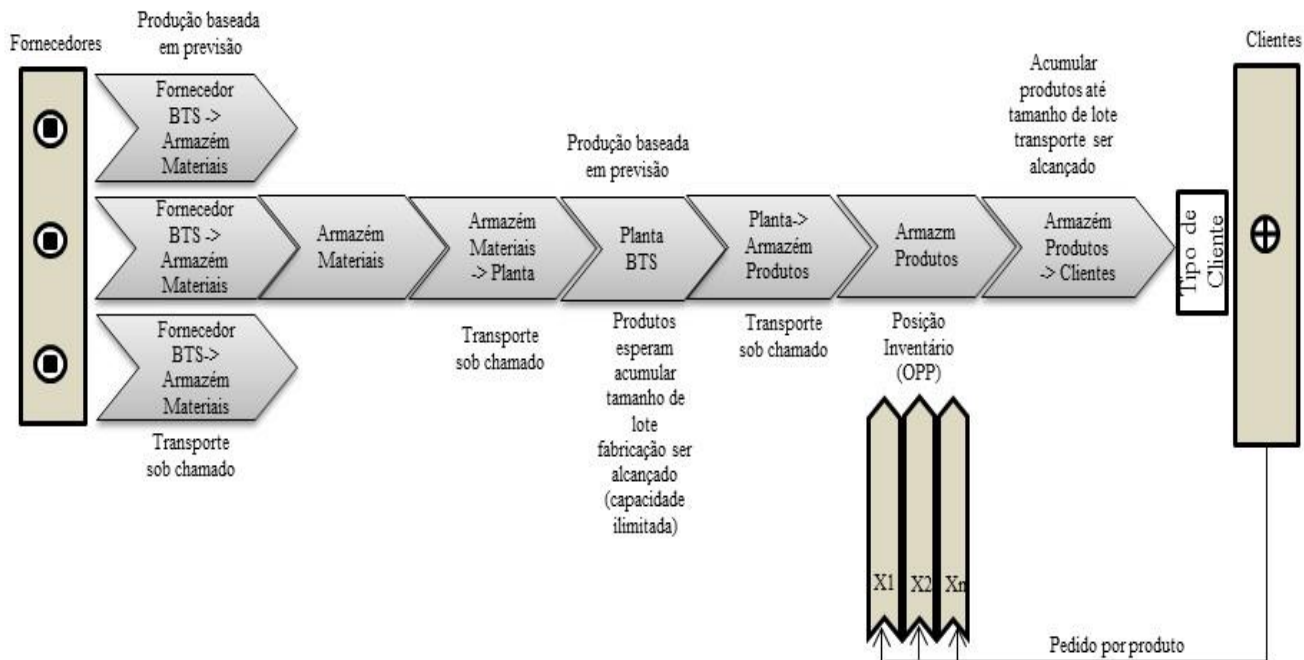 Produção baseada
em previsão
Fornecedores
Clientes
Fornecedor
BTS ->
Armazém
Materiais
Acumular
produtos até
tamanho de lote
transporte ser
alcançado
Produção baseada
em previsão
Fornecedor
BTS ->
Armazém
Materiais
Armazém
Materiais
Armazém
Materiais
-> Planta
Planta
BTS
Planta->
Armazém
Produtos
Armazm
Produtos
Armazém
Produtos
-> Clientes
Tipo de
Cliente
Fornecedor
BTS->
Armazém
Materiais
Transporte
sob chamado
Transporte
sob chamado
Produtos
esperam
acumular
tamanho de
lote
fabricação ser
alcançado
(capacidade
ilimitada)
Transporte
sob chamado
Posição
Inventário
(OPP)
X1
X2
Xn
Pedido por produto